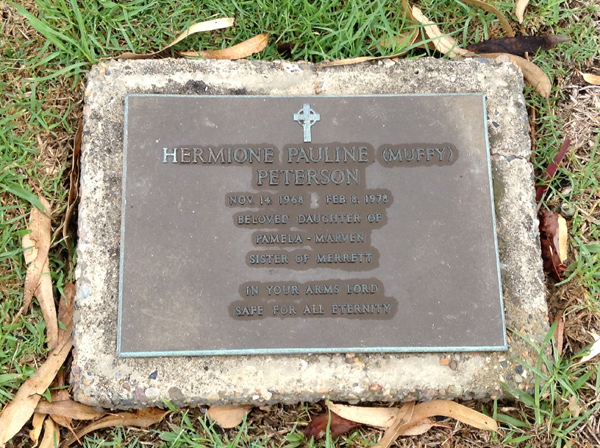 HERMIONE PAULINE (MUFFY)
PETERSON
NOV. 14. 1968 FEB. 8. 1978
BELOVED DAUGHTER OF
PAMELA - MARVEN
SISTER OF MERRETT
IN YOUR ARMS LORD
SAFE FOR ALL ETERNITY